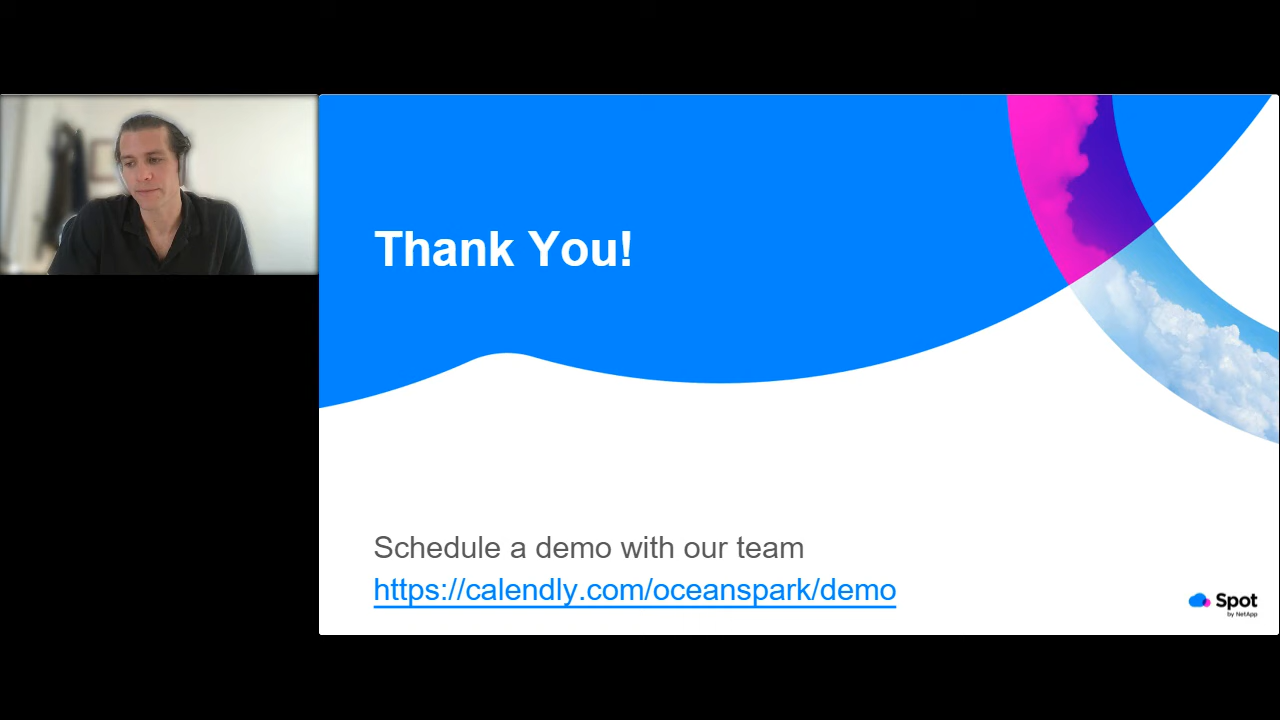 Thank You!
Schedule a demo with our team
https://calendly.com/oceanspark/demo
Spot
by NetApp